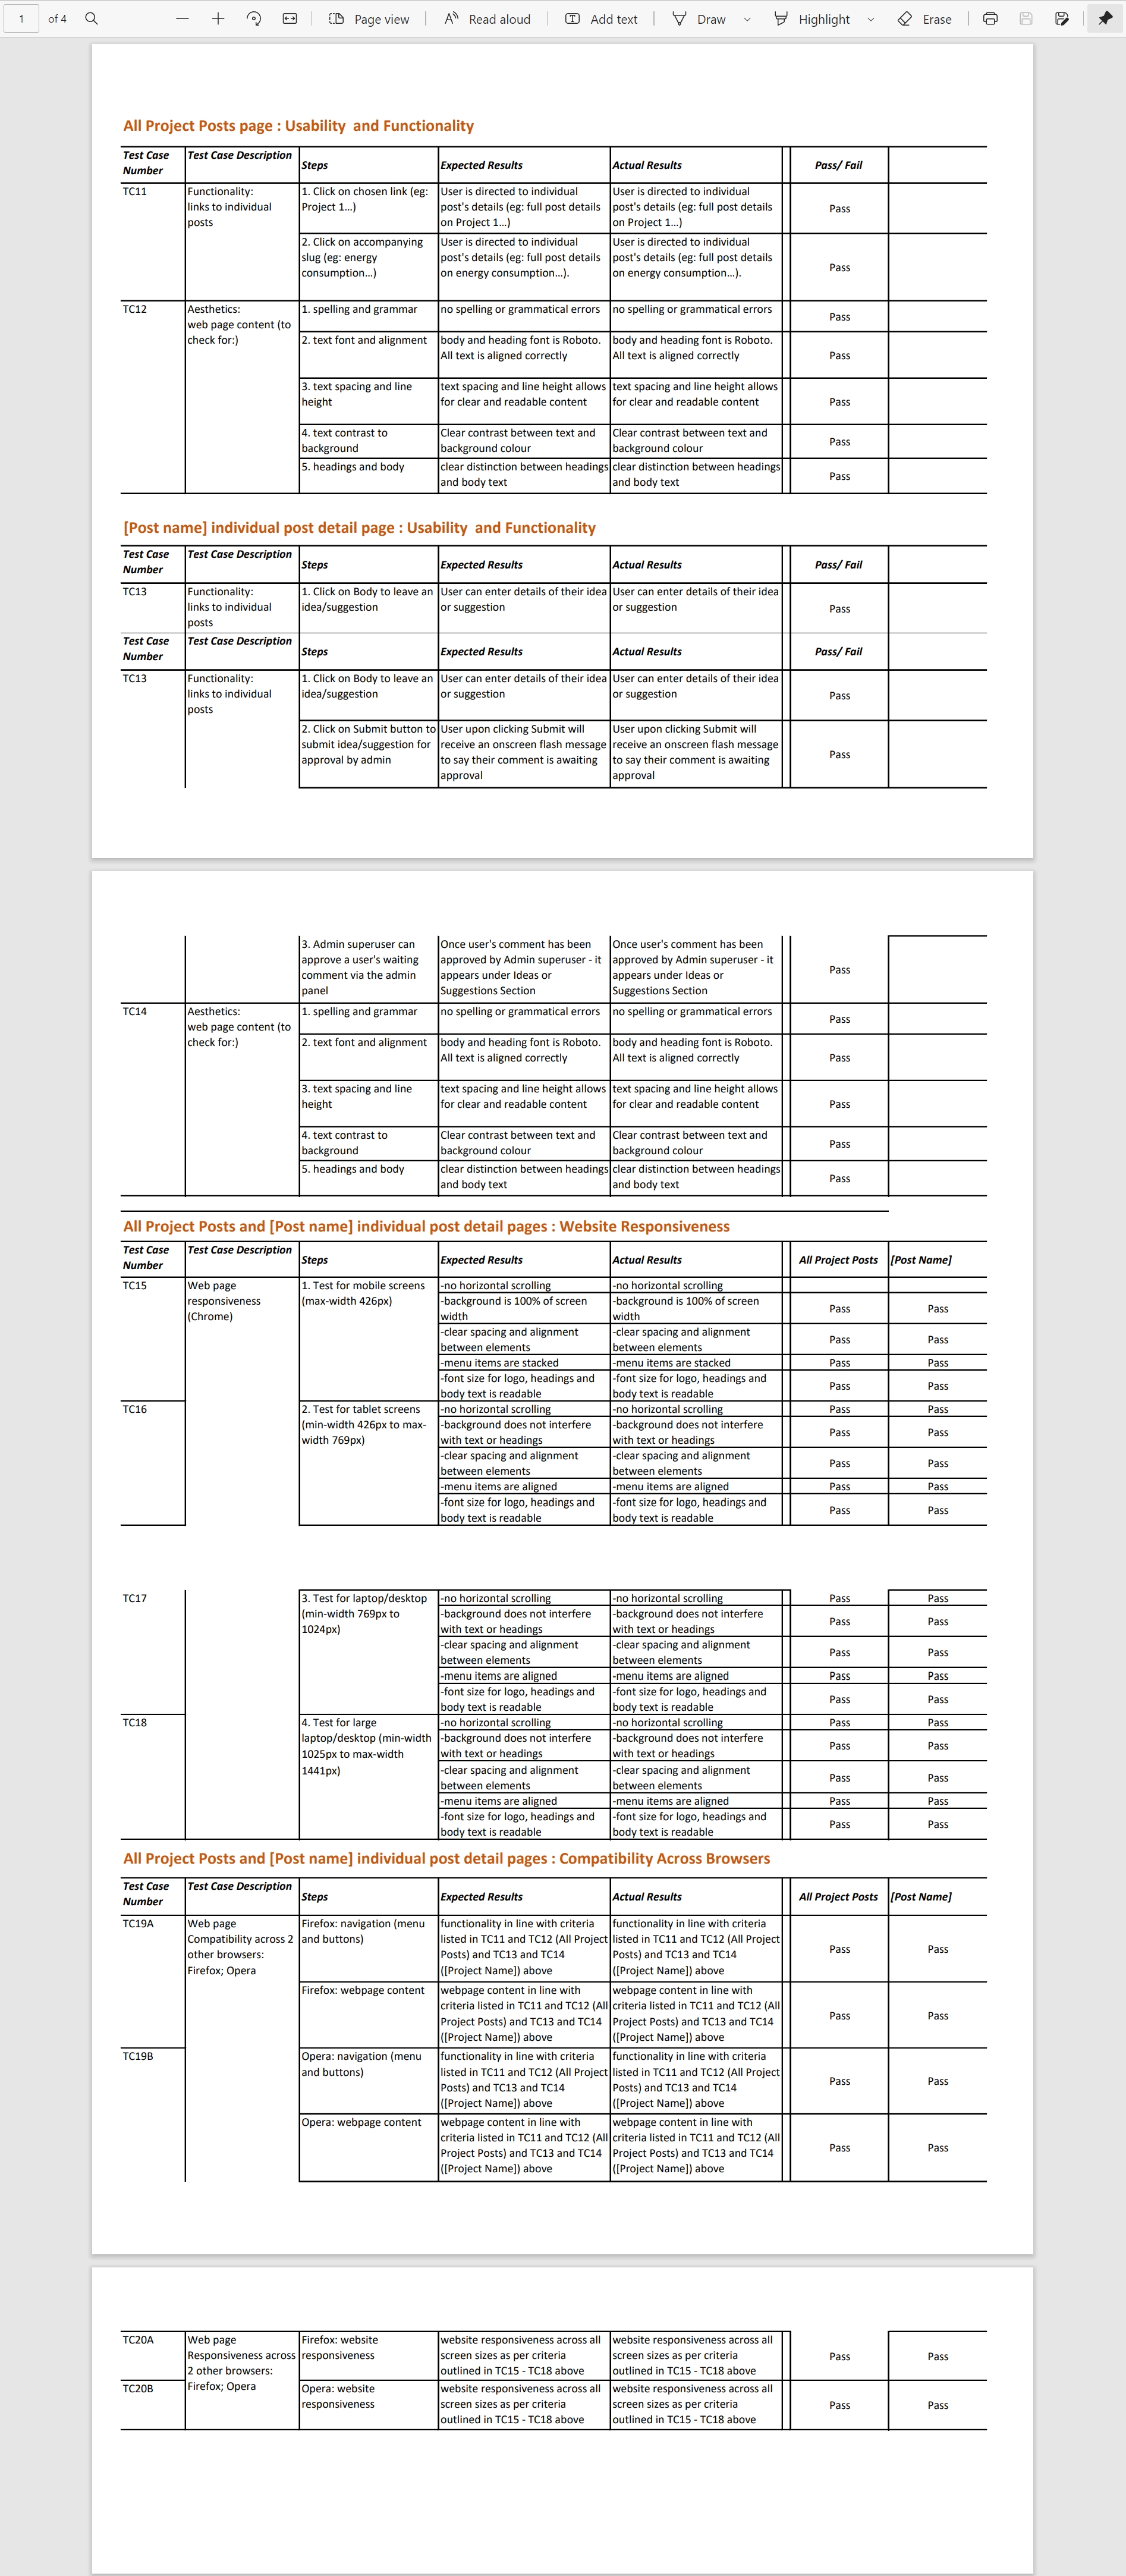 1 of 4 Page view Read aloud Add text Draw Highlight Erase
All Project Posts page : Usability and Functionality
Test Case Number Test Case Description Steps Expected Results Actual Results Pass/ Fail
TC11 Functionality: 1. Click on chosen link (eg: User is directed to individual User is directed to individual
links to individual Project 1...) post's details (eg: full post details post's details (eg: full post details Pass
posts on Project 1...) on Project 1...)
2. Click on accompanying User is directed to individual User is directed to individual
slug (eg: energy post's details (eg: full post details post's details (eg: full post details
consumption...) on energy consumption...). on energy consumption...). Pass
TC12 Aesthetics: 1. spelling and grammar no spelling or grammatical errors no spelling or grammatical errors Pass
web page content (to
check for:) 2. text font and alignment body and heading font is Roboto. body and heading font is Roboto.
All text is aligned correctly All text is aligned correctly Pass
3. text spacing and line text spacing and line height allows text spacing and line height allows
height for clear and readable content for clear and readable content Pass
4. text contrast to Clear contrast between text and Clear contrast between text and
background background colour background colour Pass
5. headings and body clear distinction between headings clear distinction between headings
and body text and body text Pass
[Post name] individual post detail page : Usability and Functionality
Test Case Number Test Case Description Steps Expected Results Actual Results Pass/ Fail
TC13 Functionality: 1. Click on Body to leave an User can enter details of their idea User can enter details of their idea
links to individual idea/suggestion or suggestion or suggestion Pass
posts
Test Case Number Test Case Description Steps Expected Results Actual Results Pass/ Fail
TC13 Functionality: 1. Click on Body to leave an User can enter details of their idea User can enter details of their idea
links to individual idea/suggestion or suggestion or suggestion Pass
posts
2. Click on Submit button to User upon clicking Submit will User upon clicking Submit will
submit idea/suggestion for receive an onscreen flash message receive an onscreen flash message
approval by admin to say their comment is awaiting to say their comment is awaiting Pass
approval approval
3. Admin superuser can Once user's comment has been Once user's comment has been
approve a user's waiting approved by Admin superuser - it approved by Admin superuser - it
comment via the admin appears under Ideas or appears under Ideas or Pass
panel Suggestions Section Suggestions Section
TC14 Aesthetics: 1. spelling and grammar no spelling or grammatical errors no spelling or grammatical errors Pass
web page content (to
check for:) 2. text font and alignment body and heading font is Roboto. body and heading font is Roboto.
All text is aligned correctly All text is aligned correctly Pass
3. text spacing and line text spacing and line height allows text spacing and line height allows
height for clear and readable content for clear and readable content Pass
4. text contrast to Clear contrast between text and Clear contrast between text and
background background colour background colour Pass
5. headings and body clear distinction between headings clear distinction between headings
and body text and body text Pass
All Project Posts and [Post name] individual post detail pages : Website Responsiveness
Test Case Number Test Case Description Steps Expected Results Actual Results All Project Posts [Post Name]
TC15 Web page 1. Test for mobile screens -no horizontal scrolling -no horizontal scrolling
responsiveness (max-width 426px) -background is 100% of screen -background is 100% of screen Pass Pass
(Chrome) width width
-clear spacing and alignment -clear spacing and alignment Pass Pass
between elements between elements
-menu items are stacked -menu items are stacked Pass Pass
-font size for logo, headings and -font size for logo, headings and Pass Pass
body text is readable body text is readable
TC16 2. Test for tablet screens -no horizontal scrolling -no horizontal scrolling Pass Pass
(min-width 426px to max- -background does not interfere -background does not interfere Pass Pass
width 769px) with text or headings with text or headings
-clear spacing and alignment -clear spacing and alignment Pass Pass
between elements between elements
-menu items are aligned -menu items are aligned Pass Pass
-font size for logo, headings and -font size for logo, headings and Pass Pass
body text is readable body text is readable
TC17 3. Test for laptop/desktop -no horizontal scrolling -no horizontal scrolling Pass Pass
(min-width 769px to -background does not interfere -background does not interfere Pass Pass
1024px) with text or headings with text or headings
-clear spacing and alignment -clear spacing and alignment Pass Pass
between elements between elements
-menu items are aligned -menu items are aligned Pass Pass
-font size for logo, headings and -font size for logo, headings and Pass Pass
body text is readable body text is readable
TC18 4. Test for large -no horizontal scrolling -no horizontal scrolling Pass Pass
laptop/desktop (min-width -background does not interfere -background does not interfere Pass Pass
1025px to max-width with text or headings with text or headings
1441px) -clear spacing and alignment -clear spacing and alignment Pass Pass
between elements between elements
-menu items are aligned -menu items are aligned Pass Pass
-font size for logo, headings and -font size for logo, headings and Pass Pass
body text is readable body text is readable
All Project Posts and [Post name] individual post detail pages : Compatibility Across Browsers
Test Case Number Test Case Description Steps Expected Results Actual Results All Project Posts [Post Name]
TC19A Web page Firefox: navigation (menu functionality in line with criteria functionality in line with criteria
Compatibility across 2 and buttons) listed in TC11 and TC12 (All Project listed in TC11 and TC12 (All Project
other browsers: Posts) and TC13 and TC14 Posts) and TC13 and TC14 Pass Pass
Firefox; Opera ([Project Name]) above ([Project Name]) above
Firefox: webpage content webpage content in line with webpage content in line with
criteria listed in TC11 and TC12 (All criteria listed in TC11 and TC12 (All
Project Posts) and TC13 and TC14 Project Posts) and TC13 and TC14 Pass Pass
([Project Name]) above ([Project Name]) above
TC19B Opera: navigation (menu functionality in line with criteria functionality in line with criteria
and buttons) listed in TC11 and TC12 (All Project listed in TC11 and TC12 (All Project
Posts) and TC13 and TC14 Posts) and TC13 and TC14 Pass Pass
([Project Name]) above ([Project Name]) above
Opera: webpage content webpage content in line with webpage content in line with
criteria listed in TC11 and TC12 (All criteria listed in TC11 and TC12 (All
Project Posts) and TC13 and TC14 Project Posts) and TC13 and TC14 Pass Pass
([Project Name]) above ([Project Name]) above
TC20A Web page Firefox: website website responsiveness across all website responsiveness across all
Responsiveness across responsiveness screen sizes as per criteria screen sizes as per criteria Pass Pass
2 other browsers: outlined in TC15 - TC18 above outlined in TC15 - TC18 above
TC20B Firefox; Opera Opera: website website responsiveness across all website responsiveness across all
responsiveness screen sizes as per criteria screen sizes as per criteria Pass Pass
outlined in TC15 - TC18 above outlined in TC15 - TC18 above